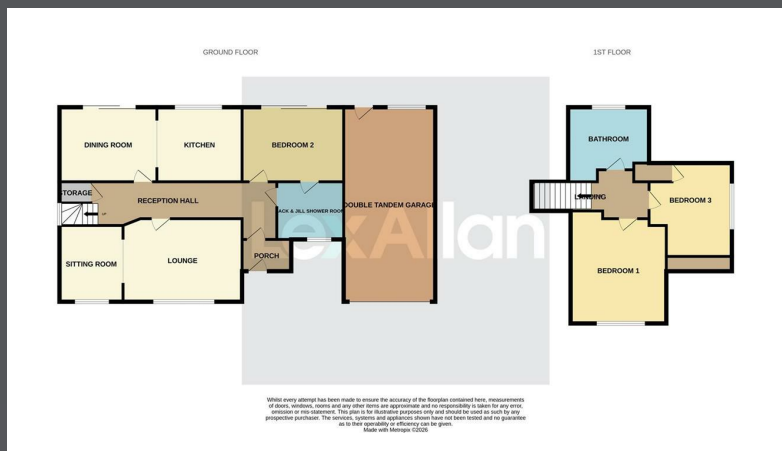 GROUND FLOOR
1ST FLOOR
DINING ROOM
KITCHEN
BEDROOM 2
BATHROOM
STORAGE
RECEPTION HALL
JACK & JILL SHOWER ROOM
DOUBLE TANDEM GARAGE
LANDING
BEDROOM 3
LexAllan
SITTING ROOM
LOUNGE
PORCH
BEDROOM 1
Whilst every attempt has been made to ensure the accuracy of the floorplan contained here, measurements
of doors, windows, rooms and any other items are approximate and no responsibility is taken for any error,
omission or mis-statement. This plan is for illustrative purposes only and should be used as such by any
prospective purchaser. The services, systems and appliances shown have not been tested and no guarantee
as to their operability or efficiency can be given.
Made with Metropix ©2026